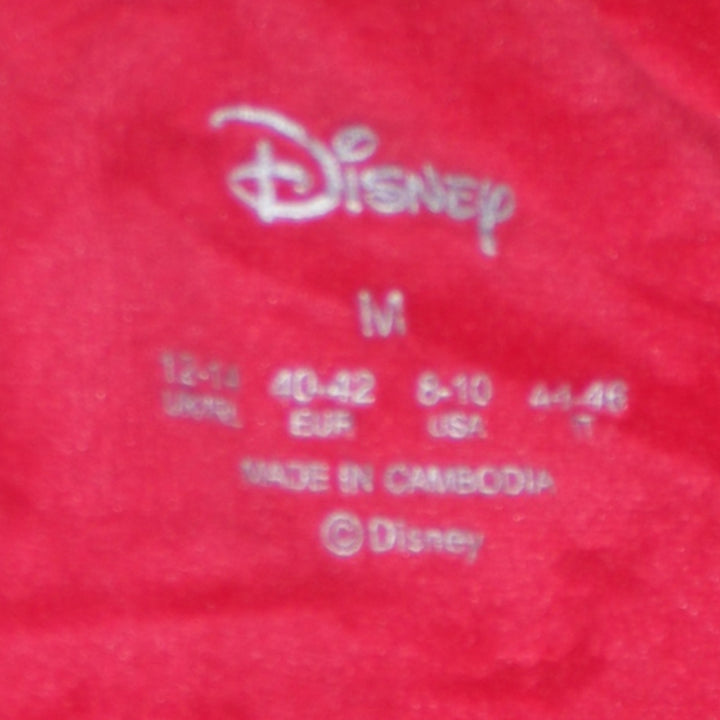 Disney
M
12-14 40-42 8-10 44-46
UK/IRL EUR USA IT
MADE IN CAMBODIA
©Disney